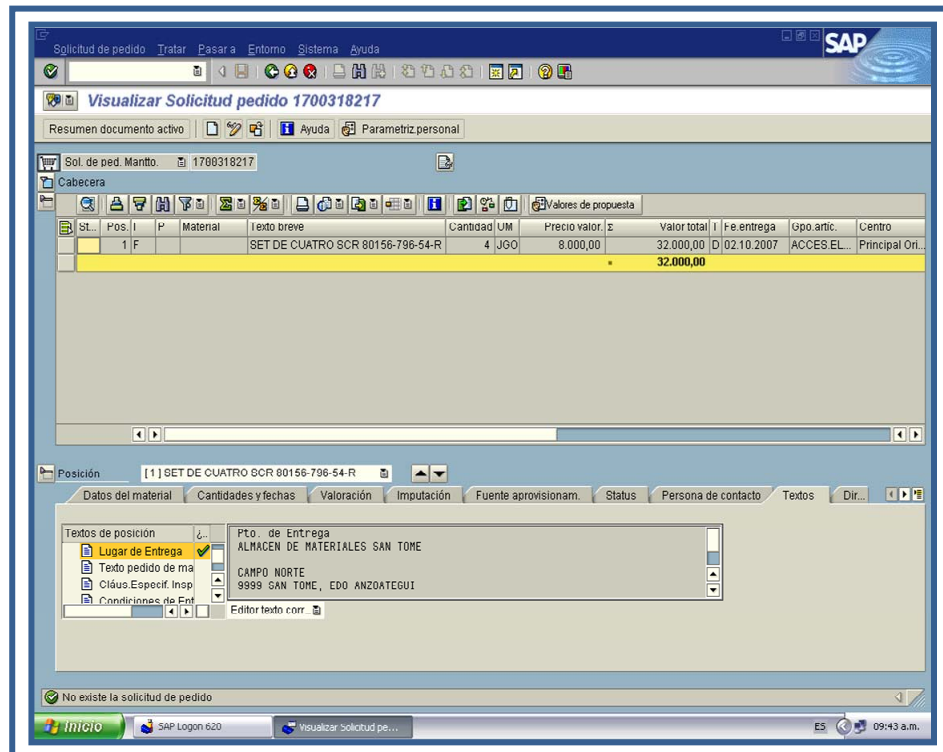 Solicitud de pedido Tratar Pasar a Entorno Sistema Ayuda
SAP
Visualizar Solicitud pedido 1700318217
Resumen documento activo Ayuda Parametriz.personal
Sol. de ped. Mantto. 1700318217
Cabecera
Valores de propuesta
St... Pos. I P Material Texto breve Cantidad UM Precio valor. Σ Valor total T Fe.entrega Gpo.artíc. Centro
1 F SET DE CUATRO SCR 80156-796-54-R 4 JGO 8.000,00 32.000,00 D 02.10.2007 ACCES.EL... Principal Ori...
32.000,00
Posición [ 1 ] SET DE CUATRO SCR 80156-796-54-R
Datos del material Cantidades y fechas Valoración Imputación Fuente aprovisionam. Status Persona de contacto Textos Dir...
Textos de posición ¿..
Lugar de Entrega
Texto pedido de ma
Cláus.Especif. Insp
Condiciones de Ent
Pto. de Entrega
ALMACEN DE MATERIALES SAN TOME
CAMPO NORTE
9999 SAN TOME, EDO ANZOATEGUI
Editor texto corr...
No existe la solicitud de pedido
Inicio SAP Logon 620 Visualizar Solicitud pe... ES 09:43 a.m.